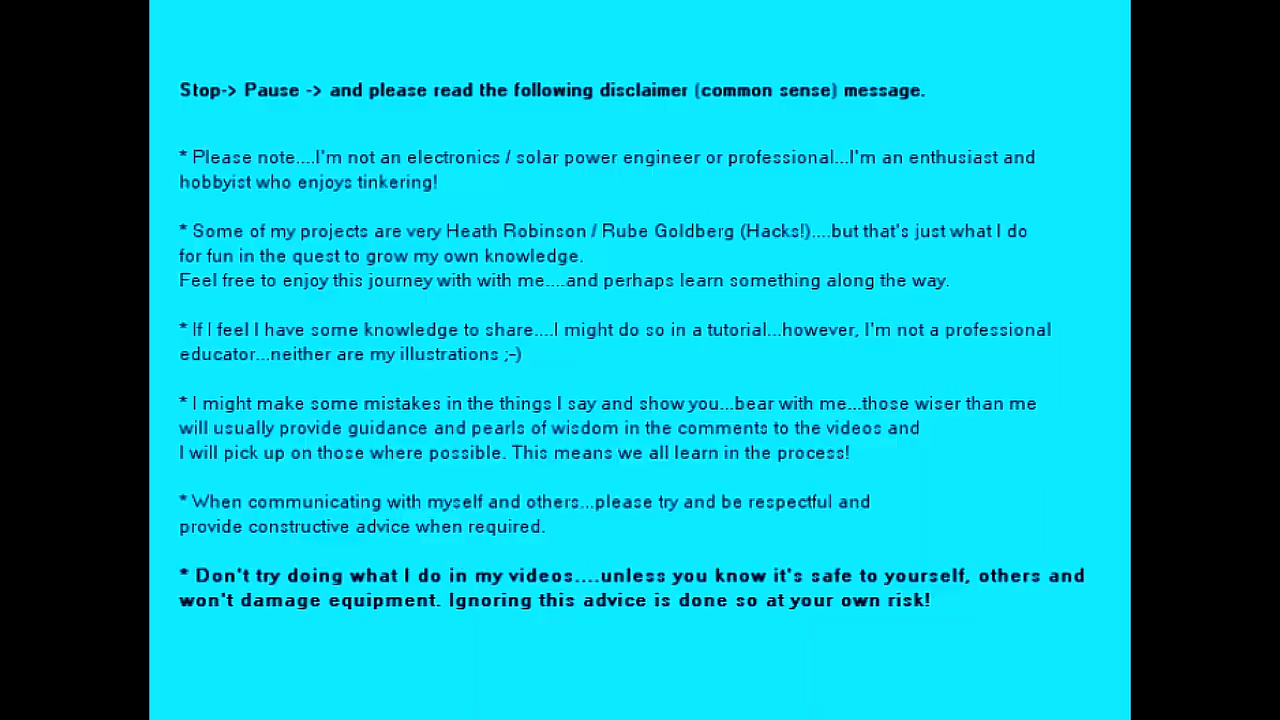 Stop-> Pause -> and please read the following disclaimer (common sense) message.
* Please note....I'm not an electronics / solar power engineer or professional...I'm an enthusiast and
hobbyist who enjoys tinkering!
* Some of my projects are very Heath Robinson / Rube Goldberg (Hacks!)....but that's just what I do
for fun in the quest to grow my own knowledge.
Feel free to enjoy this journey with with me....and perhaps learn something along the way.
* If I feel I have some knowledge to share....I might do so in a tutorial...however, I'm not a professional
educator...neither are my illustrations ;-)
* I might make some mistakes in the things I say and show you...bear with me...those wiser than me
will usually provide guidance and pearls of wisdom in the comments to the videos and
I will pick up on those where possible. This means we all learn in the process!
* When communicating with myself and others...please try and be respectful and
provide constructive advice when required.
* Don't try doing what I do in my videos....unless you know it's safe to yourself, others and
won't damage equipment. Ignoring this advice is done so at your own risk!